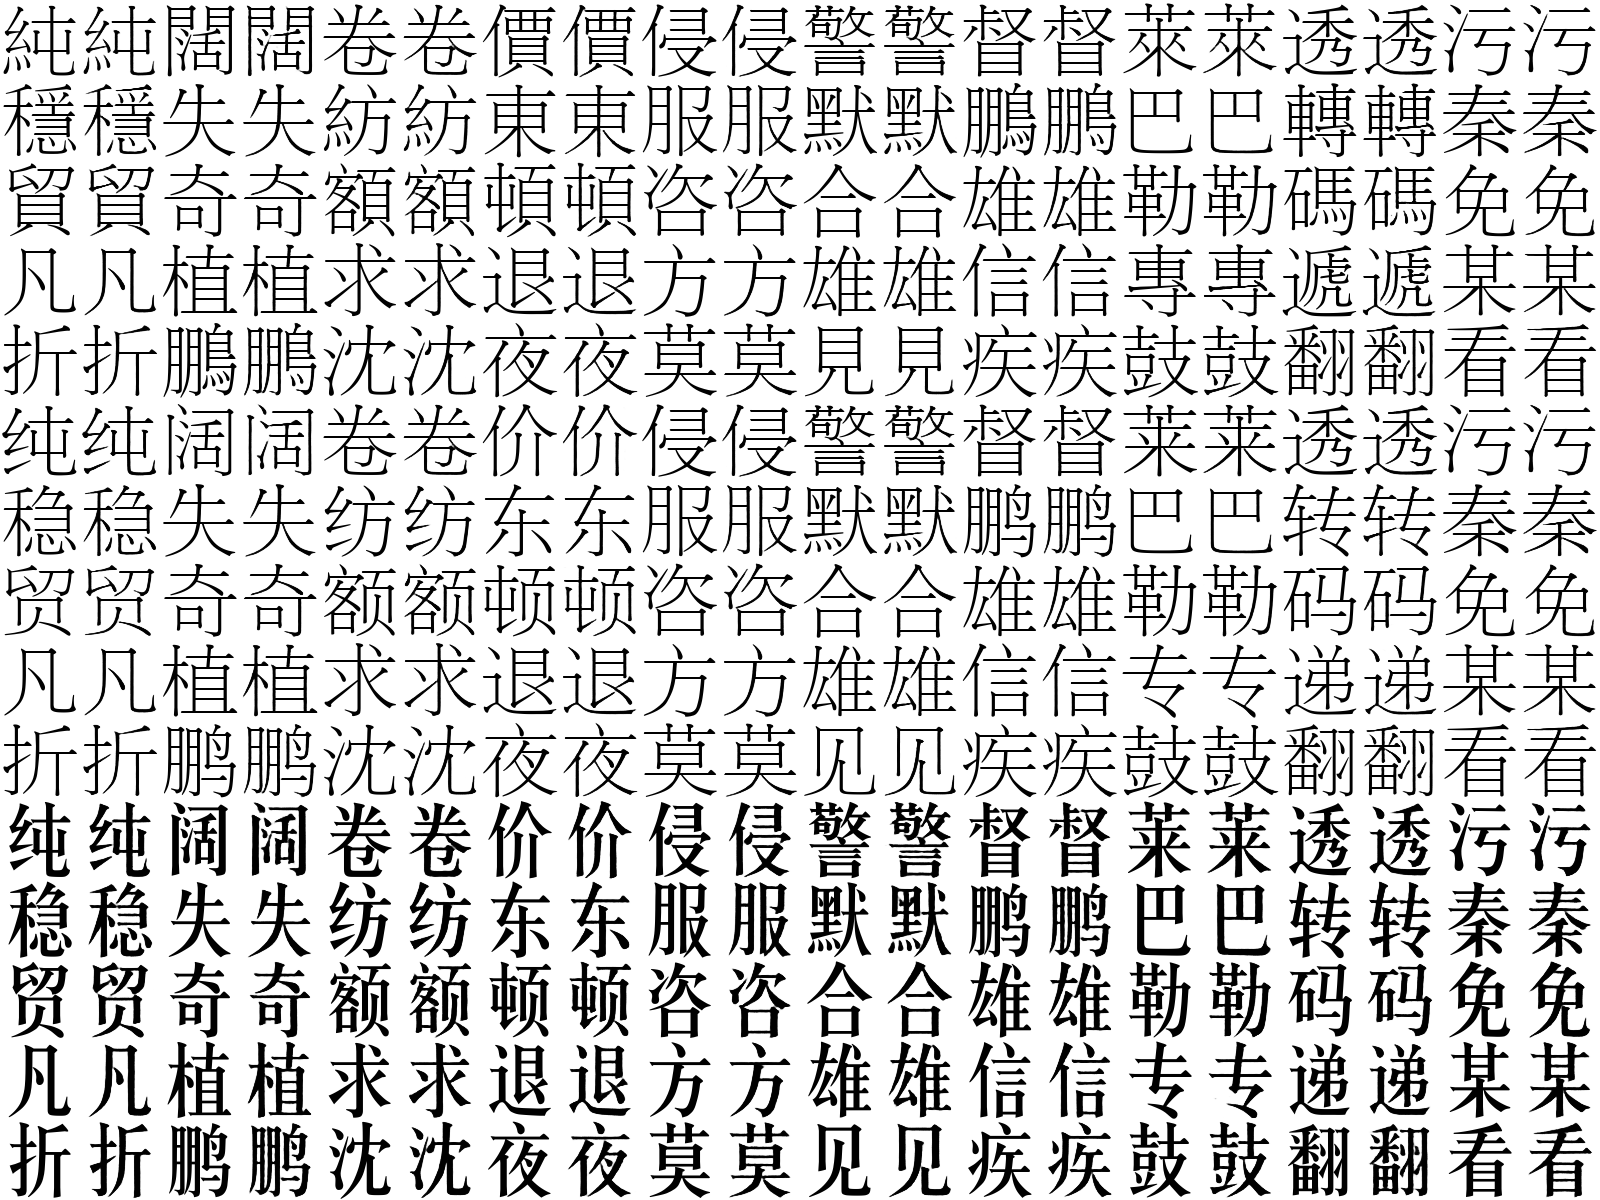 純純闊闊卷卷價價侵侵警警督督萊萊透透污污
穩穩失失紡紡東東服服默默鵬鵬巴巴轉轉秦秦
貿貿奇奇額額頓頓咨咨合合雄雄勒勒碼碼免免
凡凡植植求求退退方方雄雄信信專專遞遞某某
折折鵬鵬沈沈夜夜莫莫見見疾疾鼓鼓翻翻看看
纯纯阔阔卷卷价价侵侵警警督督莱莱透透污污
稳稳失失纺纺东东服服默默鹏鹏巴巴转转秦秦
贸贸奇奇额额顿顿咨咨合合雄雄勒勒码码免免
凡凡植植求求退退方方雄雄信信专专递递某某
折折鹏鹏沈沈夜夜莫莫见见疾疾鼓鼓翻翻看看
纯纯阔阔卷卷价价侵侵警警督督莱莱透透污污
稳稳失失纺纺东东服服默默鹏鹏巴巴转转秦秦
贸贸奇奇额额顿顿咨咨合合雄雄勒勒码码免免
凡凡植植求求退退方方雄雄信信专专递递某某
折折鹏鹏沈沈夜夜莫莫见见疾疾鼓鼓翻翻看看